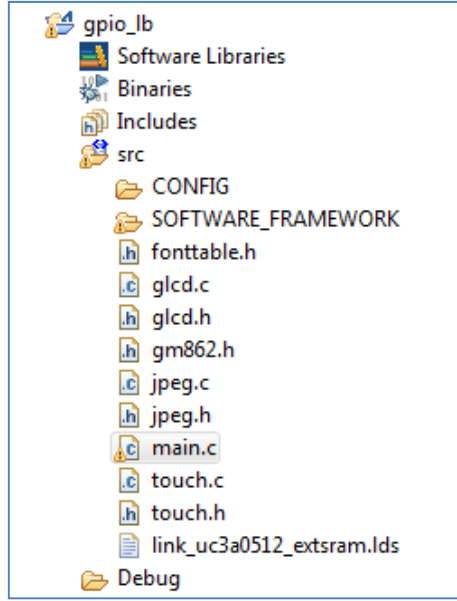 gpio_lb
Software Libraries
Binaries
Includes
src
CONFIG
SOFTWARE_FRAMEWORK
fonttable.h
glcd.c
glcd.h
gm862.h
jpeg.c
jpeg.h
main.c
touch.c
touch.h
link_uc3a0512_extsram.lds
Debug